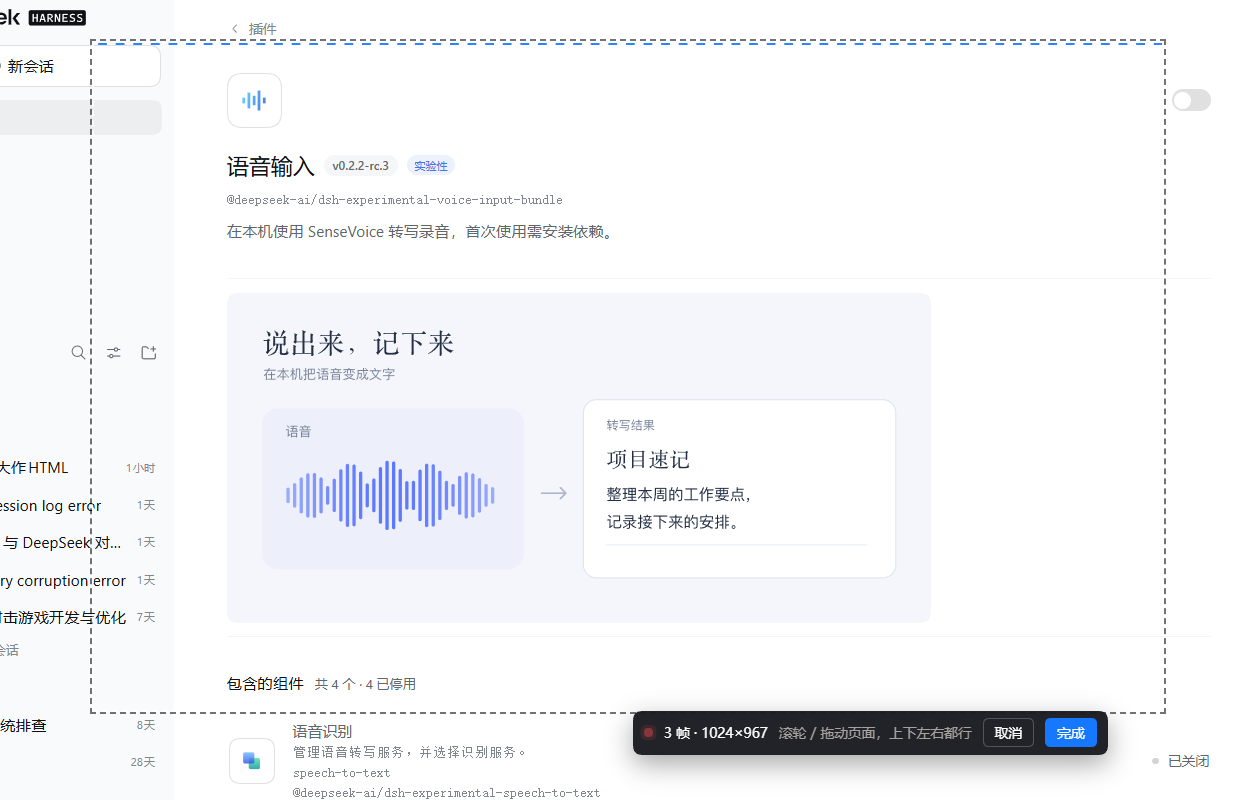 ek HARNESS
插件
新会话
语音输入 v0.2.2-rc.3 实验性
@deepseek-ai/dsh-experimental-voice-input-bundle
在本机使用 SenseVoice 转写录音，首次使用需安装依赖。
说出来，记下来
在本机把语音变成文字
语音
转写结果
项目速记
整理本周的工作要点，
记录接下来的安排。
大作 HTML 1小时
ession log error 1天
与 DeepSeek 对... 1天
ry corruption error 1天
击游戏开发与优化 7天
会话
包含的组件 共 4 个 · 4 已停用
统排查 8天
28天
语音识别
管理语音转写服务，并选择识别服务。
speech-to-text
@deepseek-ai/dsh-experimental-speech-to-text
已关闭
3 帧 · 1024×967 滚轮 / 拖动页面，上下左右都行 取消 完成